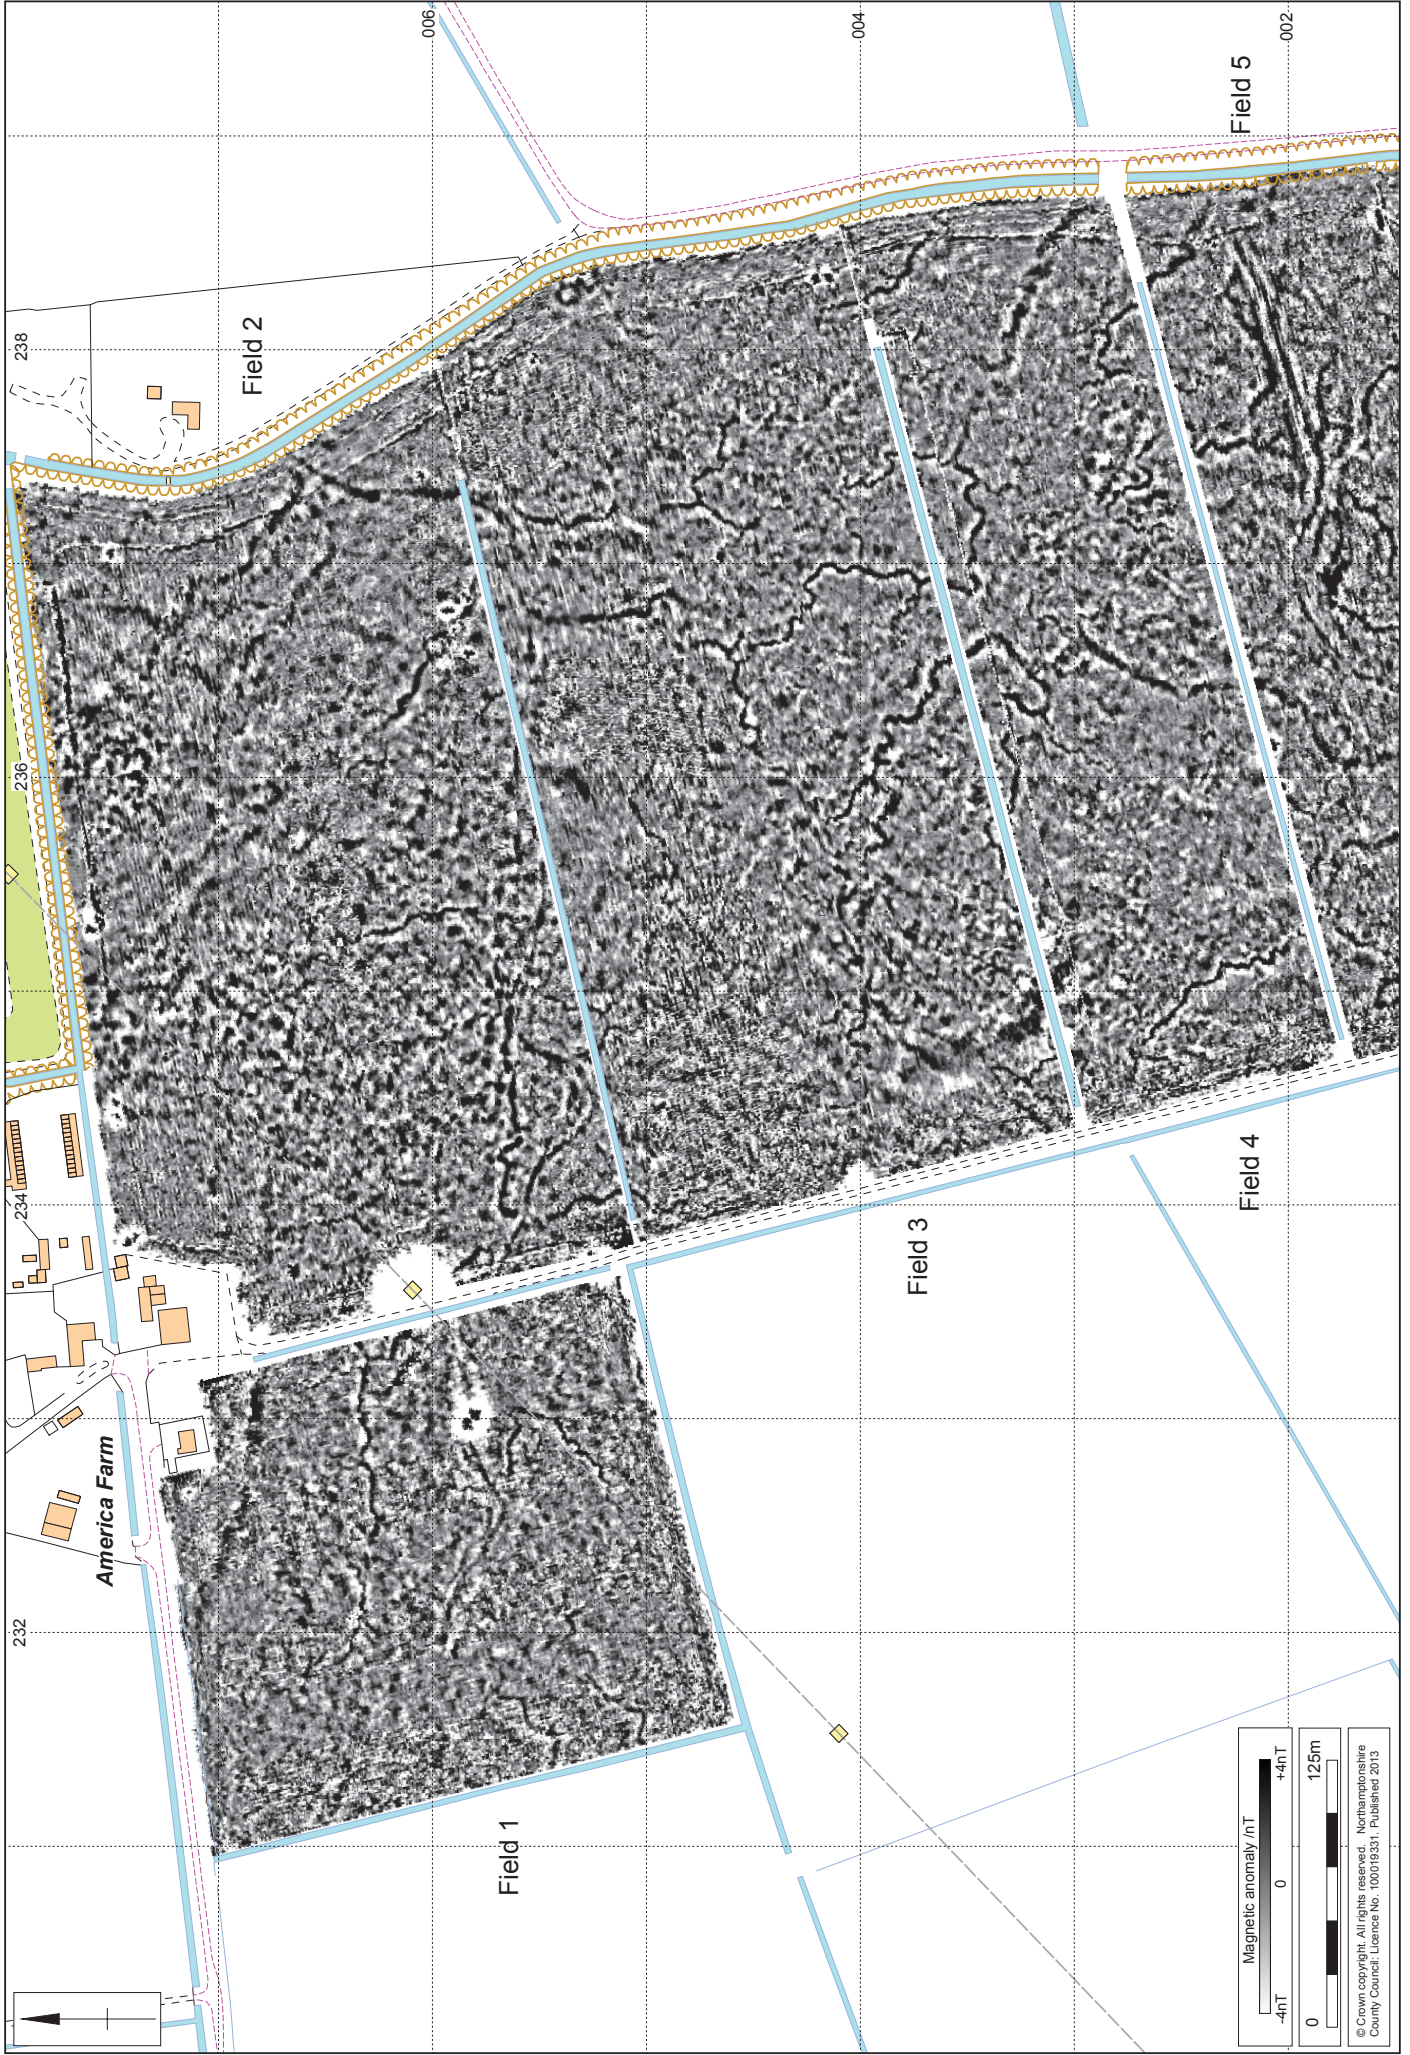 232
234
236
238
006
004
002
America Farm
Field 1
Field 2
Field 3
Field 4
Field 5
Magnetic anomaly /nT
-4nT 0 +4nT
0 125m
© Crown copyright. All rights reserved. Northamptonshire
County Council: Licence No. 100019331. Published 2013